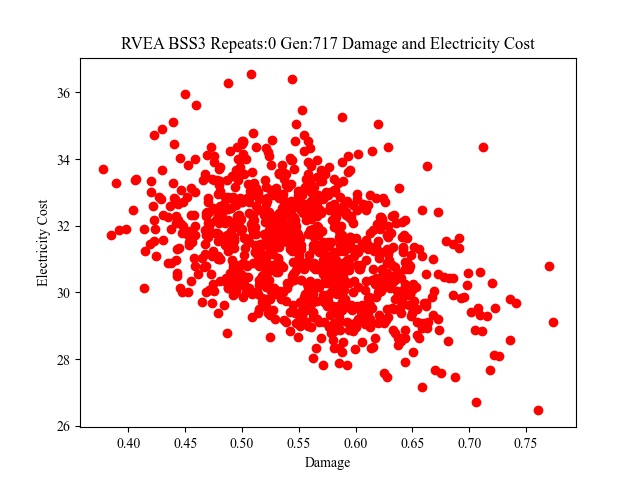 RVEA BSS3 Repeats:0 Gen:717 Damage and Electricity Cost
36
34
32
30
28
26
Electricity Cost
0.40 0.45 0.50 0.55 0.60 0.65 0.70 0.75
Damage